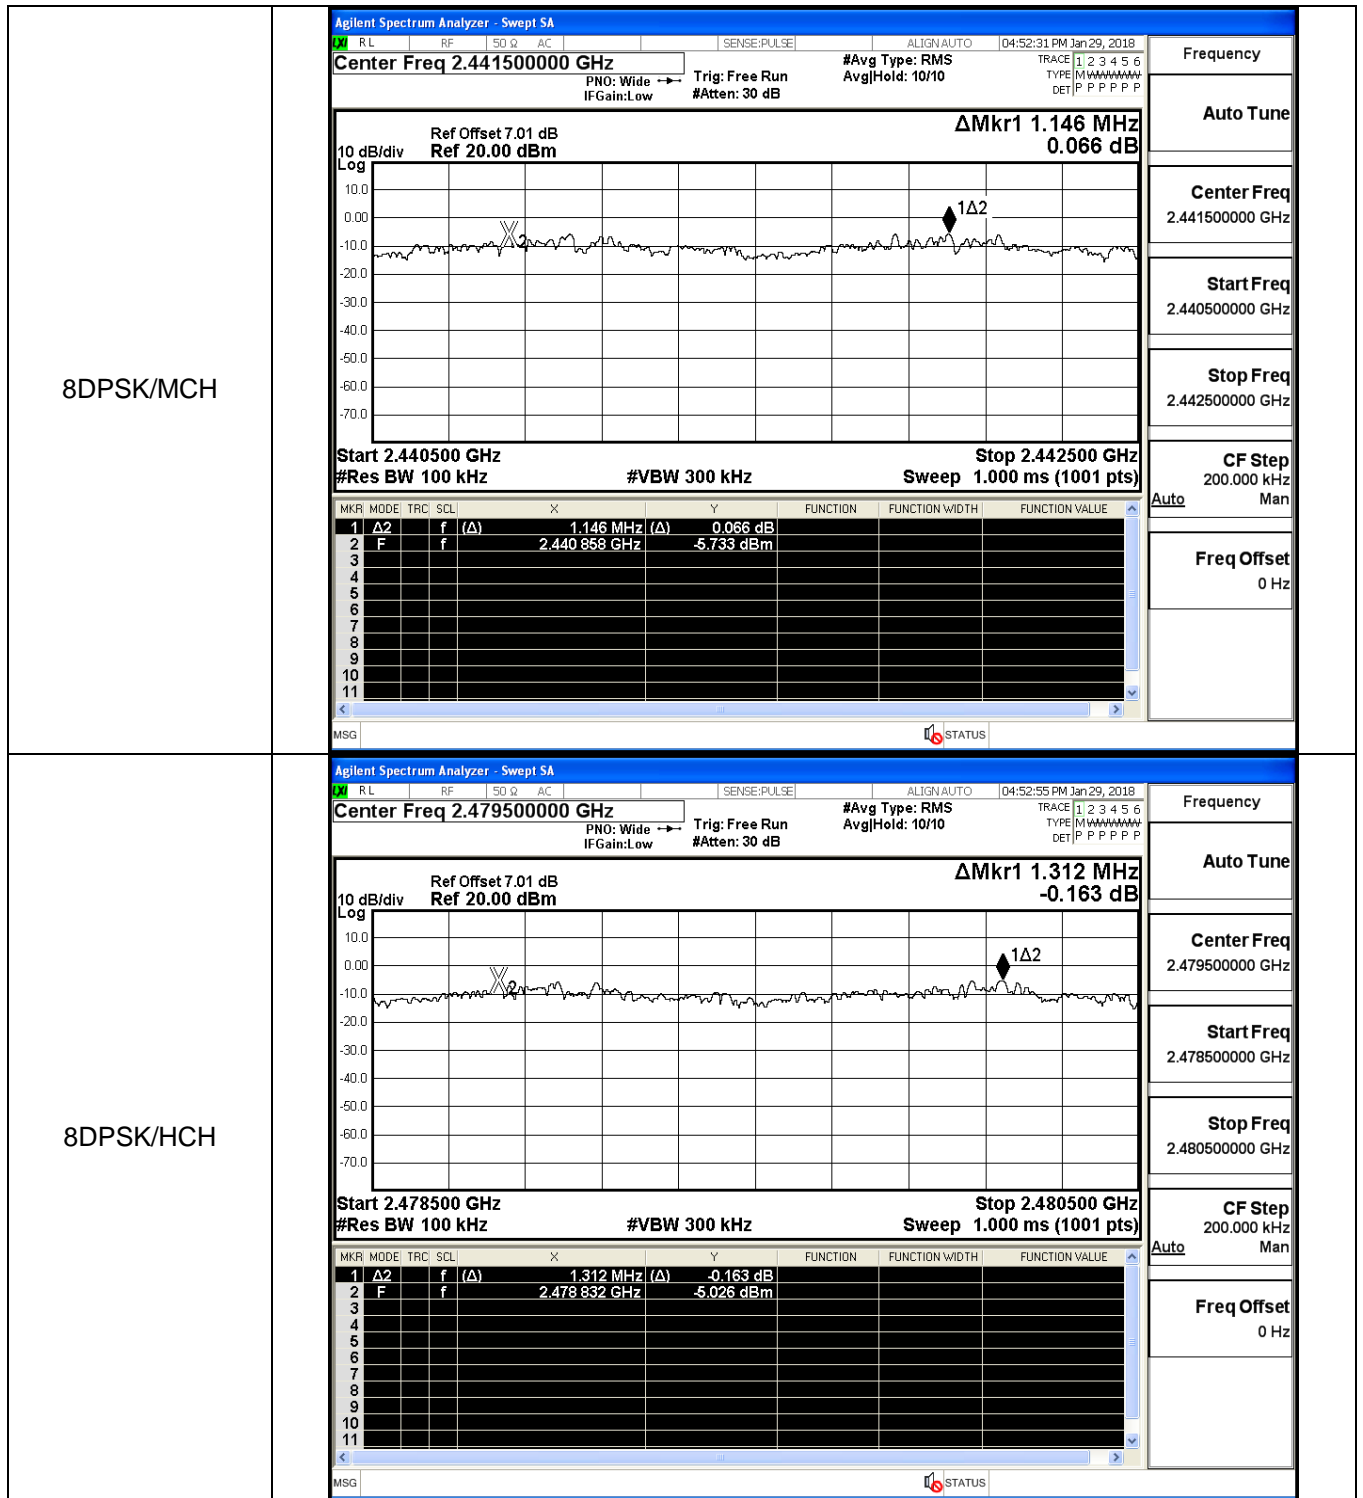 8DPSK/MCH
Agilent Spectrum Analyzer - Swept SA
LXI RL RF 50 Ω AC SENSE:PULSE ALIGNAUTO 04:52:31 PM Jan 29, 2018
Center Freq 2.441500000 GHz #Avg Type: RMS TRACE 1 2 3 4 5 6
PNO: Wide Trig: Free Run Avg|Hold: 10/10 TYPE M WWWWW
IFGain:Low #Atten: 30 dB DET P P P P P P
ΔMkr1 1.146 MHz
Ref Offset 7.01 dB
10 dB/div Ref 20.00 dBm 0.066 dB
Log
10.0
0.00
1Δ2
2
-10.0
-20.0
-30.0
-40.0
-50.0
-60.0
-70.0
Start 2.440500 GHz Stop 2.442500 GHz
#Res BW 100 kHz #VBW 300 kHz Sweep 1.000 ms (1001 pts)
MKR MODE TRC SCL X Y FUNCTION FUNCTION WIDTH FUNCTION VALUE
1 Δ2 f (Δ) 1.146 MHz (Δ) 0.066 dB
2 F f 2.440 858 GHz -5.733 dBm
3
4
5
6
7
8
9
10
11
MSG STATUS
Frequency
Auto Tune
Center Freq
2.441500000 GHz
Start Freq
2.440500000 GHz
Stop Freq
2.442500000 GHz
CF Step
200.000 kHz
Auto Man
Freq Offset
0 Hz
8DPSK/HCH
Agilent Spectrum Analyzer - Swept SA
LXI RL RF 50 Ω AC SENSE:PULSE ALIGNAUTO 04:52:55 PM Jan 29, 2018
Center Freq 2.479500000 GHz #Avg Type: RMS TRACE 1 2 3 4 5 6
PNO: Wide Trig: Free Run Avg|Hold: 10/10 TYPE M WWWWW
IFGain:Low #Atten: 30 dB DET P P P P P P
ΔMkr1 1.312 MHz
Ref Offset 7.01 dB
10 dB/div Ref 20.00 dBm -0.163 dB
Log
10.0
1Δ2
0.00
2
-10.0
-20.0
-30.0
-40.0
-50.0
-60.0
-70.0
Start 2.478500 GHz Stop 2.480500 GHz
#Res BW 100 kHz #VBW 300 kHz Sweep 1.000 ms (1001 pts)
MKR MODE TRC SCL X Y FUNCTION FUNCTION WIDTH FUNCTION VALUE
1 Δ2 f (Δ) 1.312 MHz (Δ) -0.163 dB
2 F f 2.478 832 GHz -5.026 dBm
3
4
5
6
7
8
9
10
11
MSG STATUS
Frequency
Auto Tune
Center Freq
2.479500000 GHz
Start Freq
2.478500000 GHz
Stop Freq
2.480500000 GHz
CF Step
200.000 kHz
Auto Man
Freq Offset
0 Hz